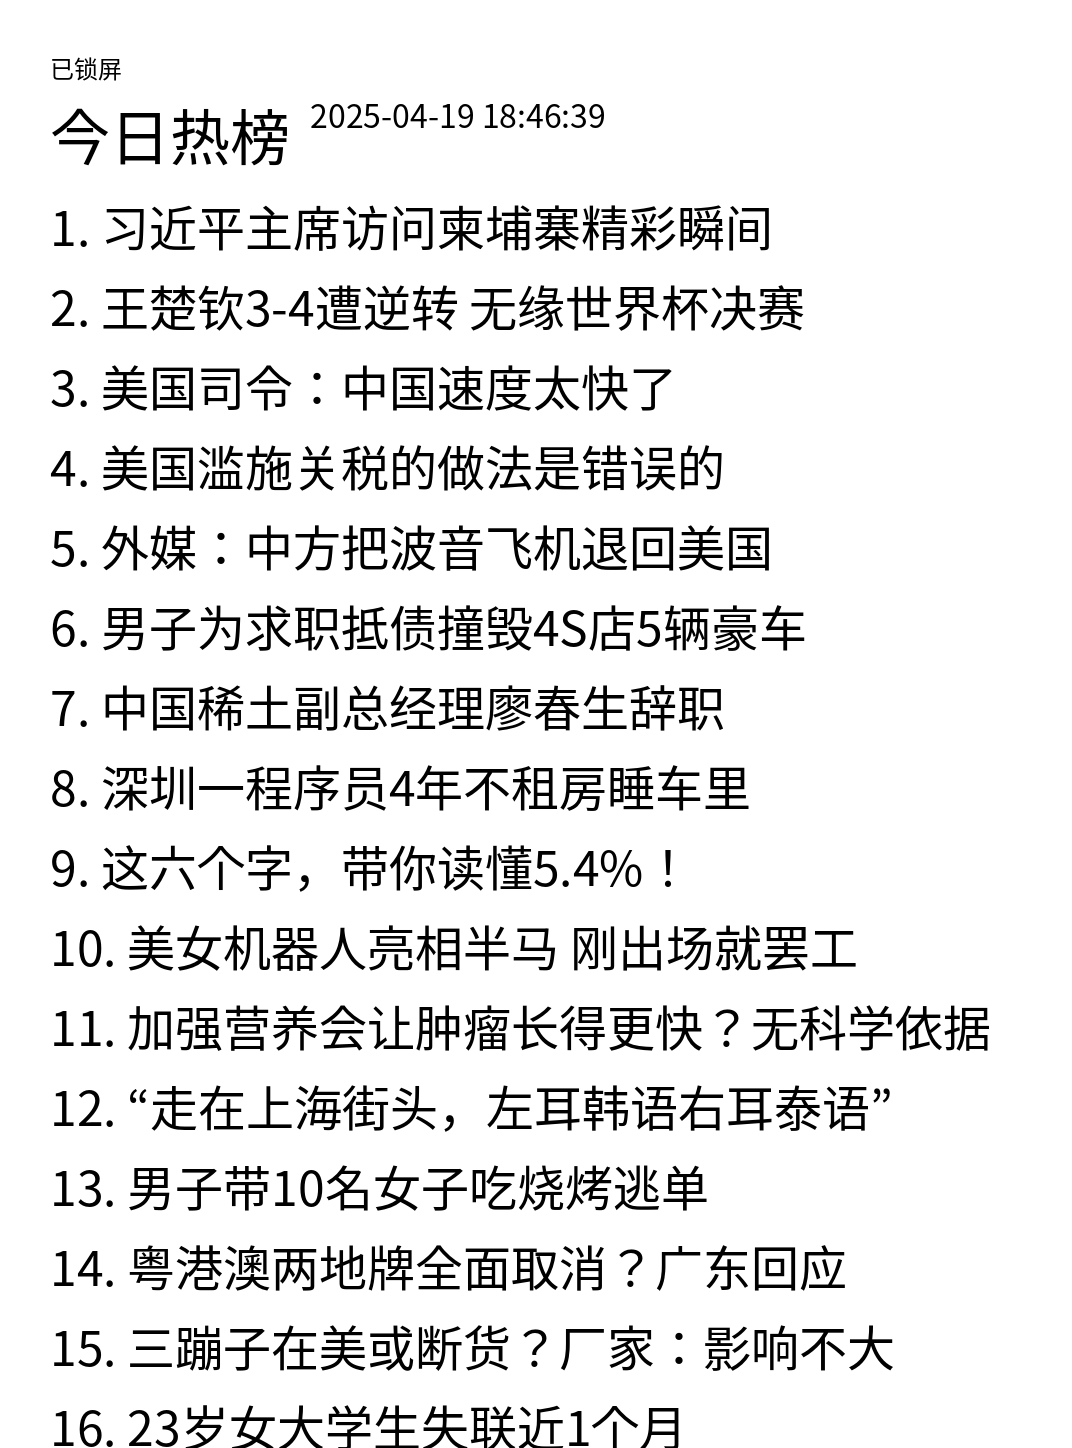 已锁屏
今日热榜 2025-04-19 18:46:39
1. 习近平主席访问柬埔寨精彩瞬间
2. 王楚钦3-4遭逆转 无缘世界杯决赛
3. 美国司令：中国速度太快了
4. 美国滥施关税的做法是错误的
5. 外媒：中方把波音飞机退回美国
6. 男子为求职抵债撞毁4S店5辆豪车
7. 中国稀土副总经理廖春生辞职
8. 深圳一程序员4年不租房睡车里
9. 这六个字，带你读懂5.4%！
10. 美女机器人亮相半马 刚出场就罢工
11. 加强营养会让肿瘤长得更快？无科学依据
12. “走在上海街头，左耳韩语右耳泰语”
13. 男子带10名女子吃烧烤逃单
14. 粤港澳两地牌全面取消？广东回应
15. 三蹦子在美或断货？厂家：影响不大
16. 23岁女大学生失联近1个月